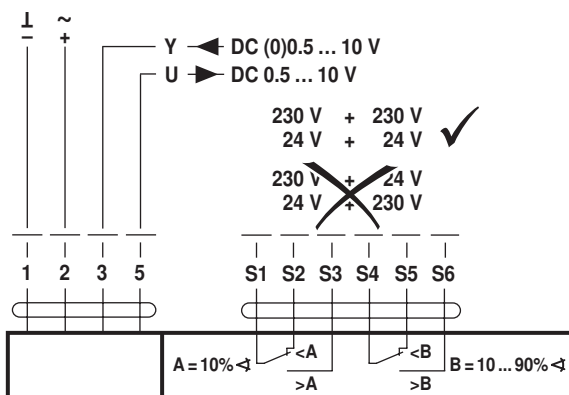 ⊥ ~
− +
Y DC (0)0.5 ... 10 V
U DC 0.5 ... 10 V
230 V + 230 V
24 V + 24 V
230 V + 24 V
24 V + 230 V
1 2 3 5 S1 S2 S3 S4 S5 S6
A = 10% ∢ <A >A <B >B B = 10 ... 90% ∢